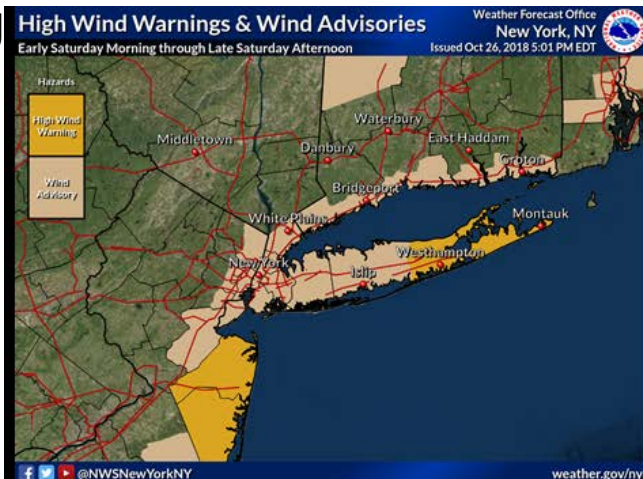 High Wind Warnings & Wind Advisories
Early Saturday Morning through Late Saturday Afternoon
Weather Forecast Office
New York, NY
Issued Oct 26, 2018 5:01 PM EDT
Hazards
High Wind
Warning
Wind
Advisory
Middletown
Waterbury
Danbury
East Haddam
Groton
Bridgeport
White Plains
Montauk
New York
Westhampton
Islip
@NWSNewYorkNY
weather.gov/ny